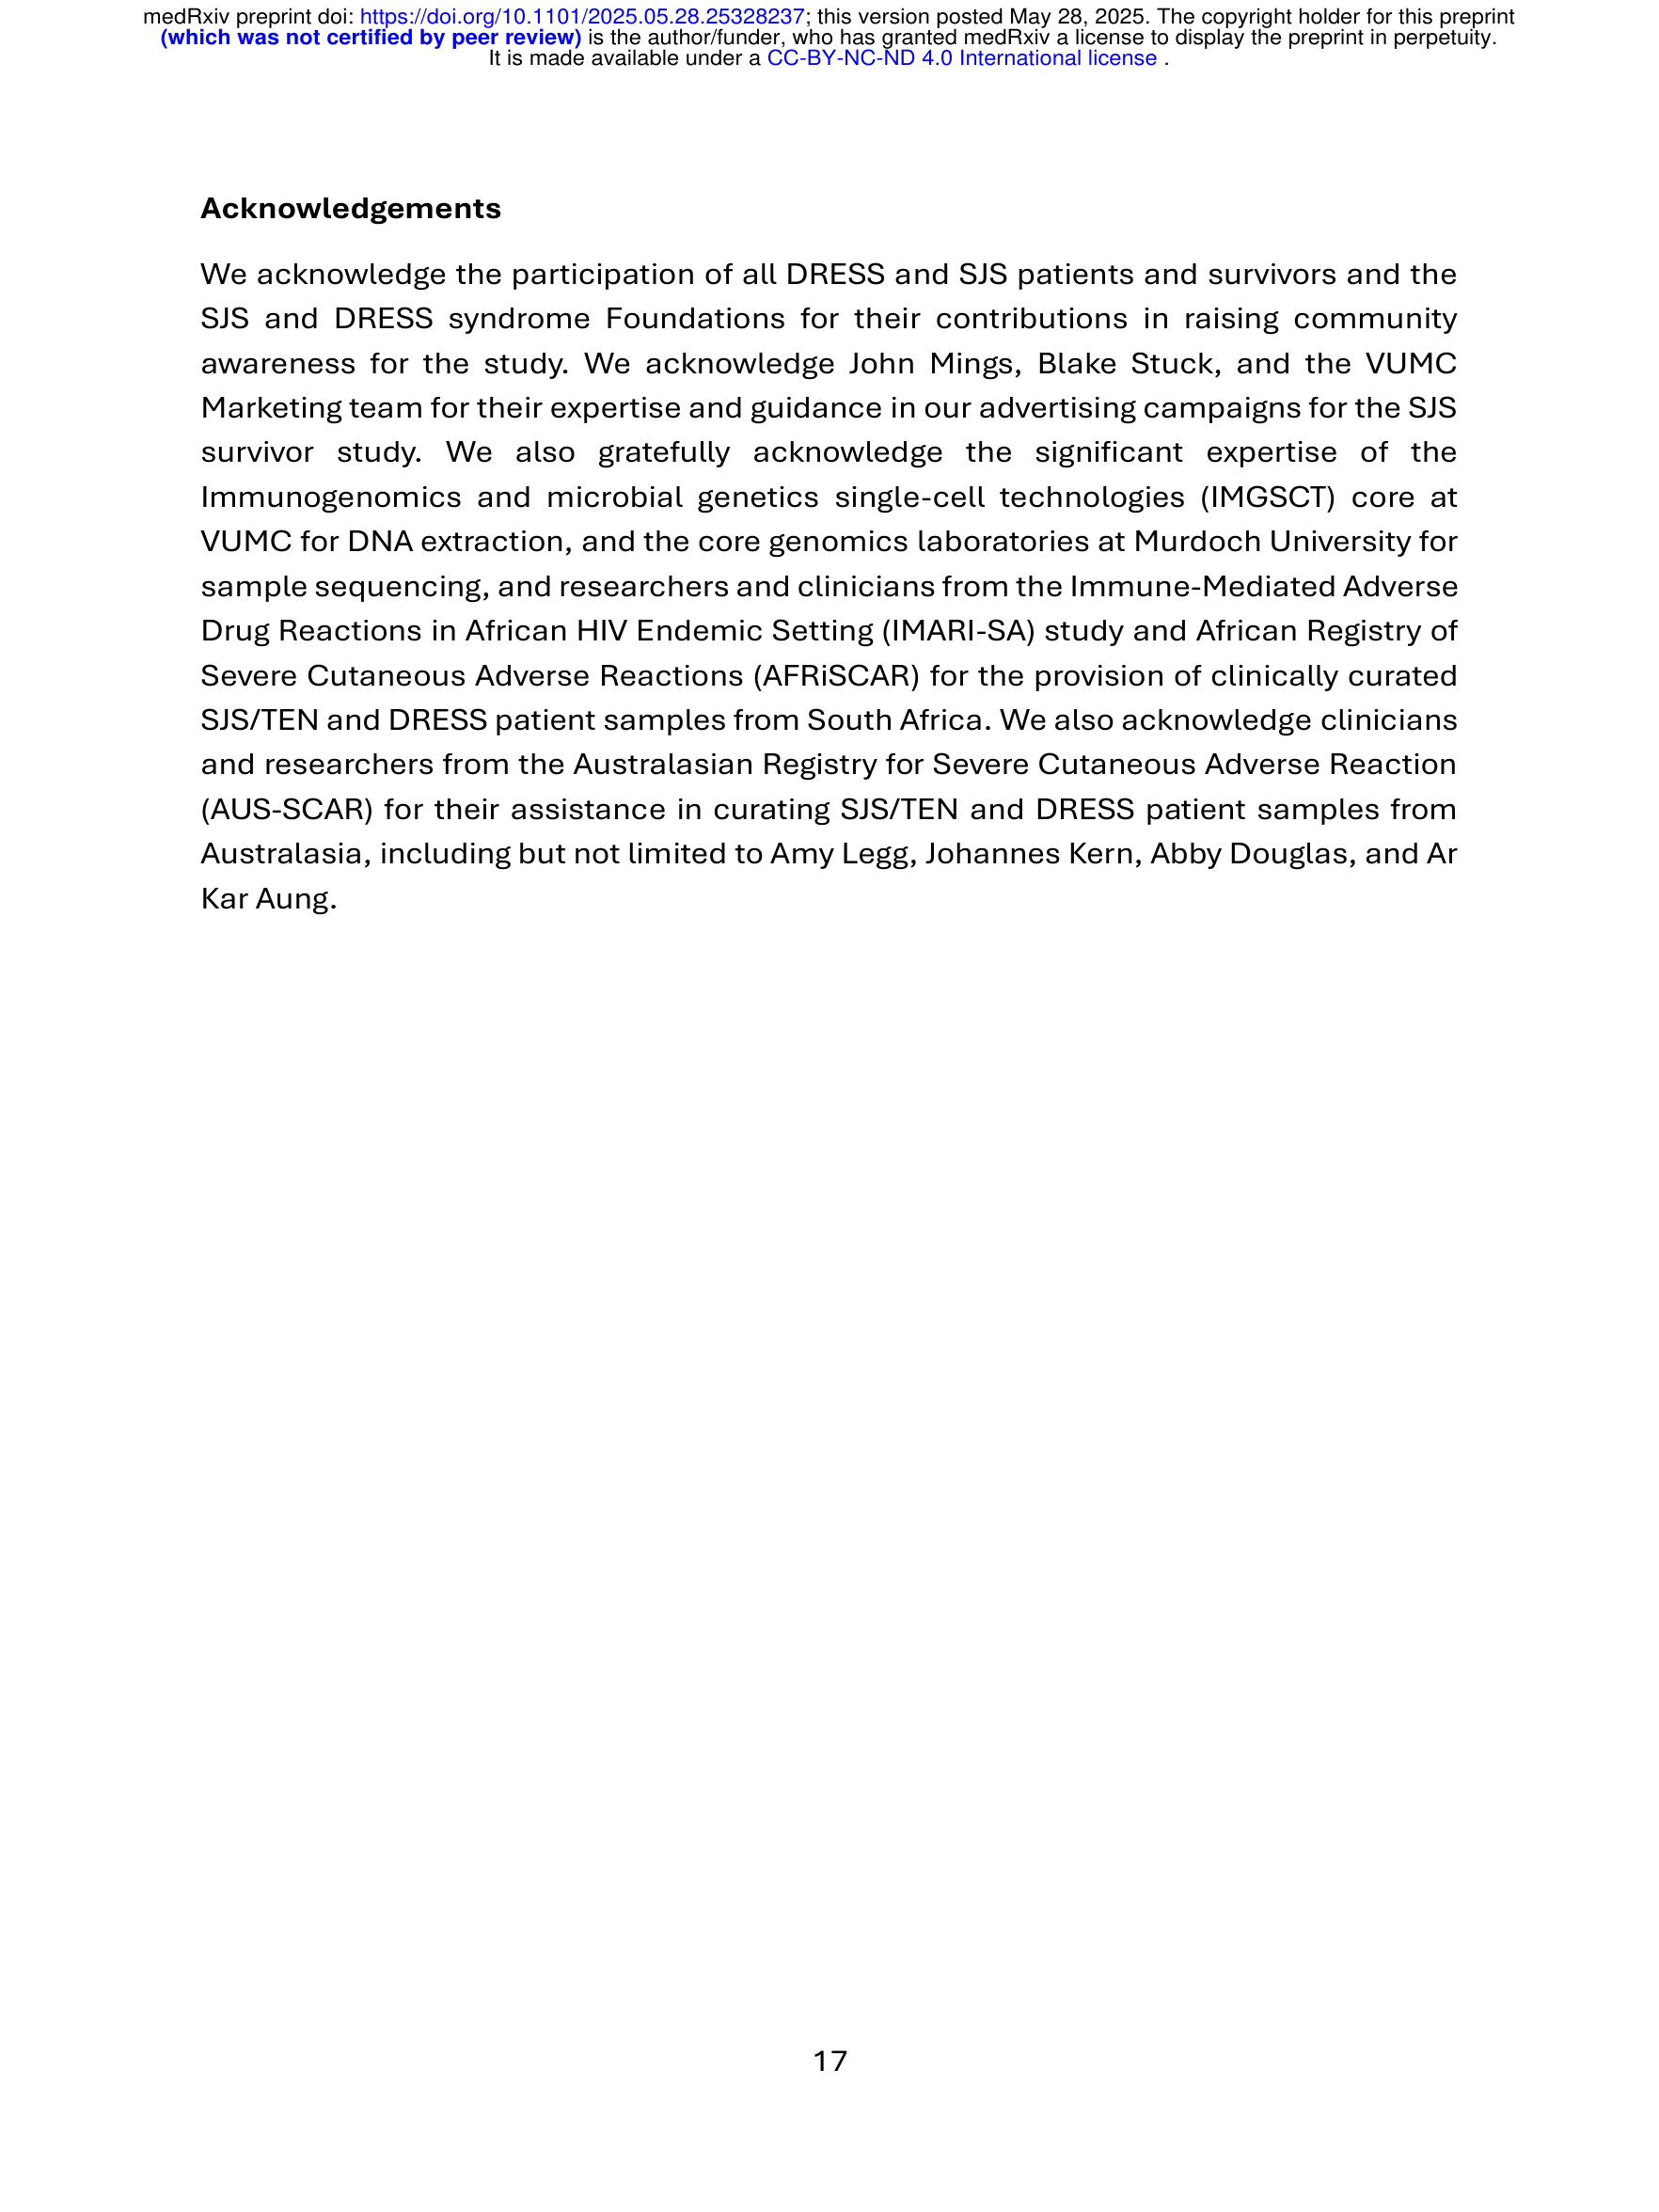 medRxiv preprint doi: https://doi.org/10.1101/2025.05.28.25328237; this version posted May 28, 2025. The copyright holder for this preprint
(which was not certified by peer review) is the author/funder, who has granted medRxiv a license to display the preprint in perpetuity.
It is made available under a CC-BY-NC-ND 4.0 International license .
Acknowledgements
We acknowledge the participation of all DRESS and SJS patients and survivors and the
SJS and DRESS syndrome Foundations for their contributions in raising community
awareness for the study. We acknowledge John Mings, Blake Stuck, and the VUMC
Marketing team for their expertise and guidance in our advertising campaigns for the SJS
survivor study. We also gratefully acknowledge the significant expertise of the
Immunogenomics and microbial genetics single-cell technologies (IMGSCT) core at
VUMC for DNA extraction, and the core genomics laboratories at Murdoch University for
sample sequencing, and researchers and clinicians from the Immune-Mediated Adverse
Drug Reactions in African HIV Endemic Setting (IMARI-SA) study and African Registry of
Severe Cutaneous Adverse Reactions (AFRiSCAR) for the provision of clinically curated
SJS/TEN and DRESS patient samples from South Africa. We also acknowledge clinicians
and researchers from the Australasian Registry for Severe Cutaneous Adverse Reaction
(AUS-SCAR) for their assistance in curating SJS/TEN and DRESS patient samples from
Australasia, including but not limited to Amy Legg, Johannes Kern, Abby Douglas, and Ar
Kar Aung.
17